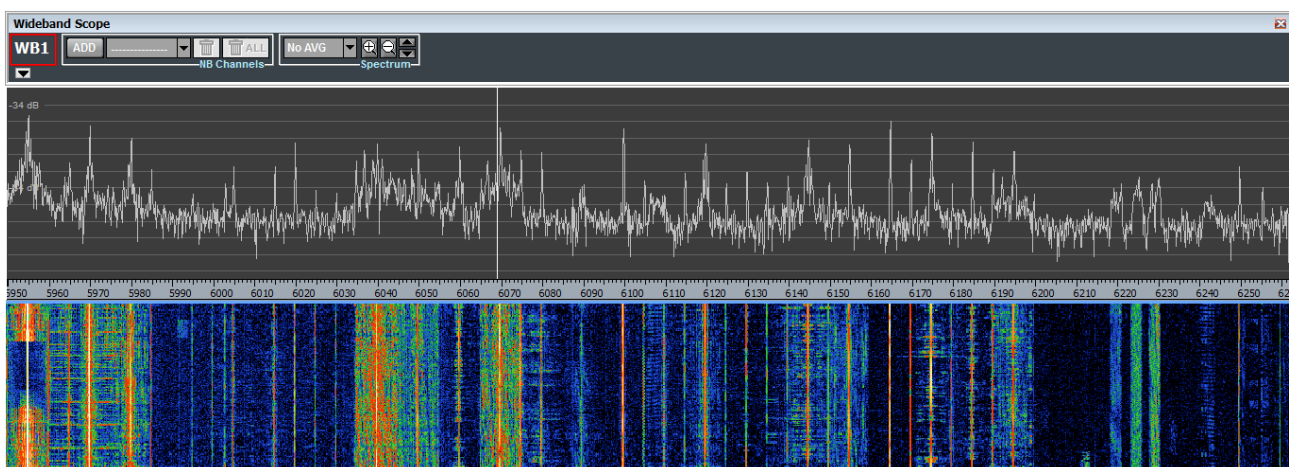 Wideband Scope
WB1 ADD ---------------- ALL No AVG
NB Channels Spectrum
-34 dB
5950 5960 5970 5980 5990 6000 6010 6020 6030 6040 6050 6060 6070 6080 6090 6100 6110 6120 6130 6140 6150 6160 6170 6180 6190 6200 6210 6220 6230 6240 6250